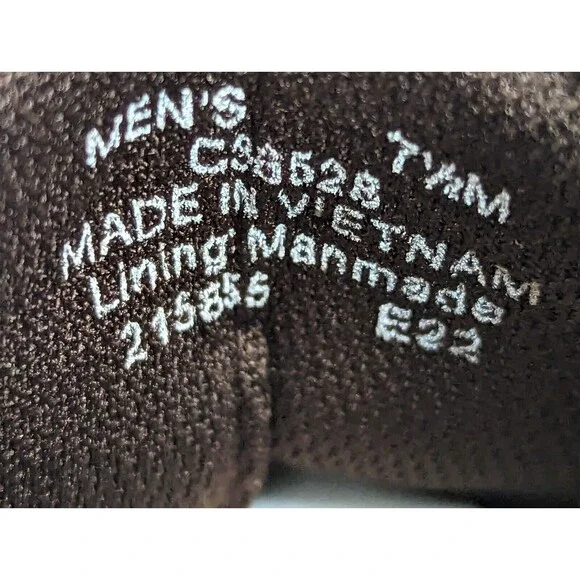 MEN'S 7½M
C38528
MADE IN VIETNAM
Lining Manmade
215855 E22